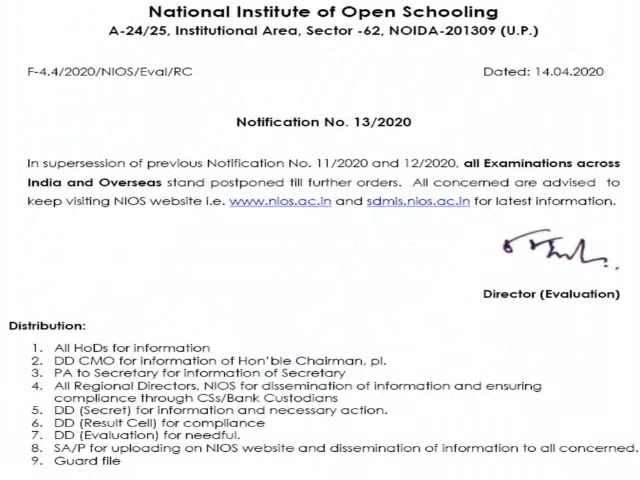 National Institute of Open Schooling
A-24/25, Institutional Area, Sector -62, NOIDA-201309 (U.P.)
F-4.4/2020/NIOS/Eval/RC Dated: 14.04.2020
Notification No. 13/2020
In supersession of previous Notification No. 11/2020 and 12/2020, all Examinations across
India and Overseas stand postponed till further orders. All concerned are advised to
keep visiting NIOS website i.e. www.nios.ac.in and sdmis.nios.ac.in for latest information.
Director (Evaluation)
Distribution:
1. All HoDs for information
2. DD CMO for information of Hon'ble Chairman, pl.
3. PA to Secretary for information of Secretary
4. All Regional Directors, NIOS for dissemination of information and ensuring
compliance through CSs/Bank Custodians
5. DD (Secret) for information and necessary action.
6. DD (Result Cell) for compliance
7. DD (Evaluation) for needful.
8. SA/P for uploading on NIOS website and dissemination of information to all concerned.
9. Guard file